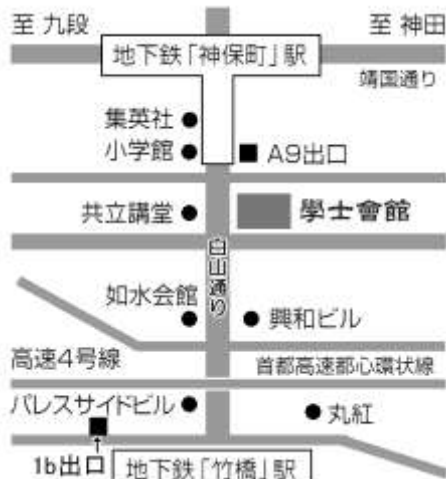 至 九段
至 神田
地下鉄「神保町」駅
靖国通り
集英社
小学館
A9出口
共立講堂
學士會館
白山通り
如水会館
興和ビル
高速4号線
首都高速都心環状線
パレスサイドビル
丸紅
1b出口
地下鉄「竹橋」駅